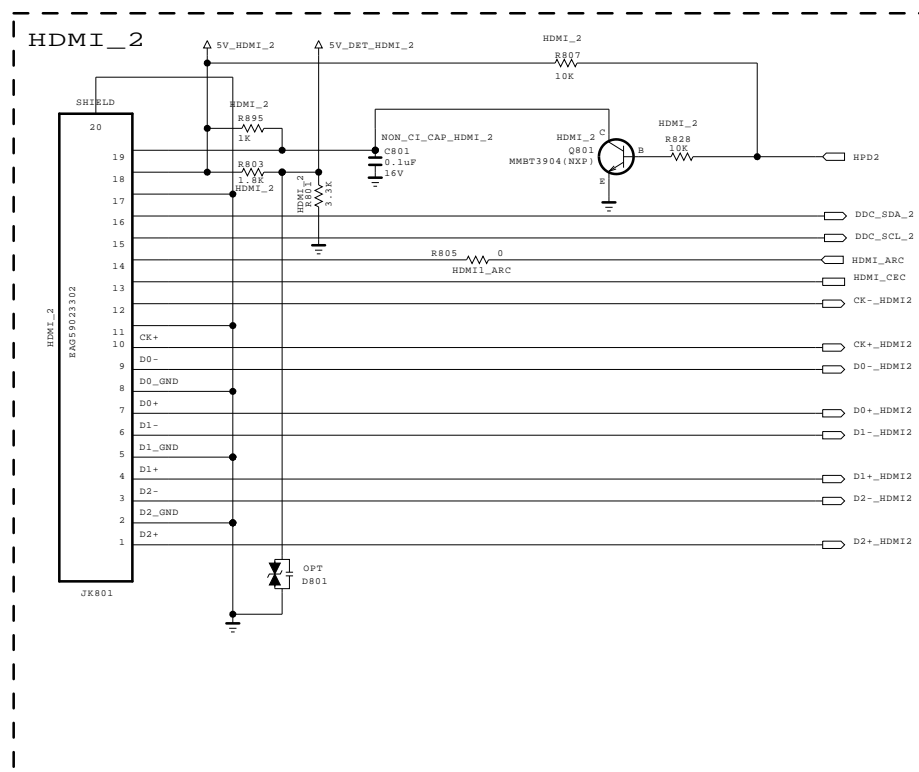 HDMI_2
5V_HDMI_2
5V_DET_HDMI_2
HDMI_2
R807
10K
SHIELD
20
HDMI_2
R895
1K
NON_CI_CAP_HDMI_2
C801
0.1uF
16V
HDMI_2
Q801
MMBT3904(NXP)
C
B
E
HDMI_2
R828
10K
HPD2
R803
1.8K
HDMI_2
HDMI_2
R801
3.3K
19
18
17
16
DDC_SDA_2
15
DDC_SCL_2
14
R805
0
HDMI1_ARC
HDMI_ARC
13
HDMI_CEC
12
CK-_HDMI2
HDMI_2
EAG59023302
11
10
CK+
CK+_HDMI2
9
D0-
D0-_HDMI2
8
D0_GND
7
D0+
D0+_HDMI2
6
D1-
D1-_HDMI2
5
D1_GND
4
D1+
D1+_HDMI2
3
D2-
D2-_HDMI2
2
D2_GND
1
D2+
D2+_HDMI2
OPT
D801
JK801